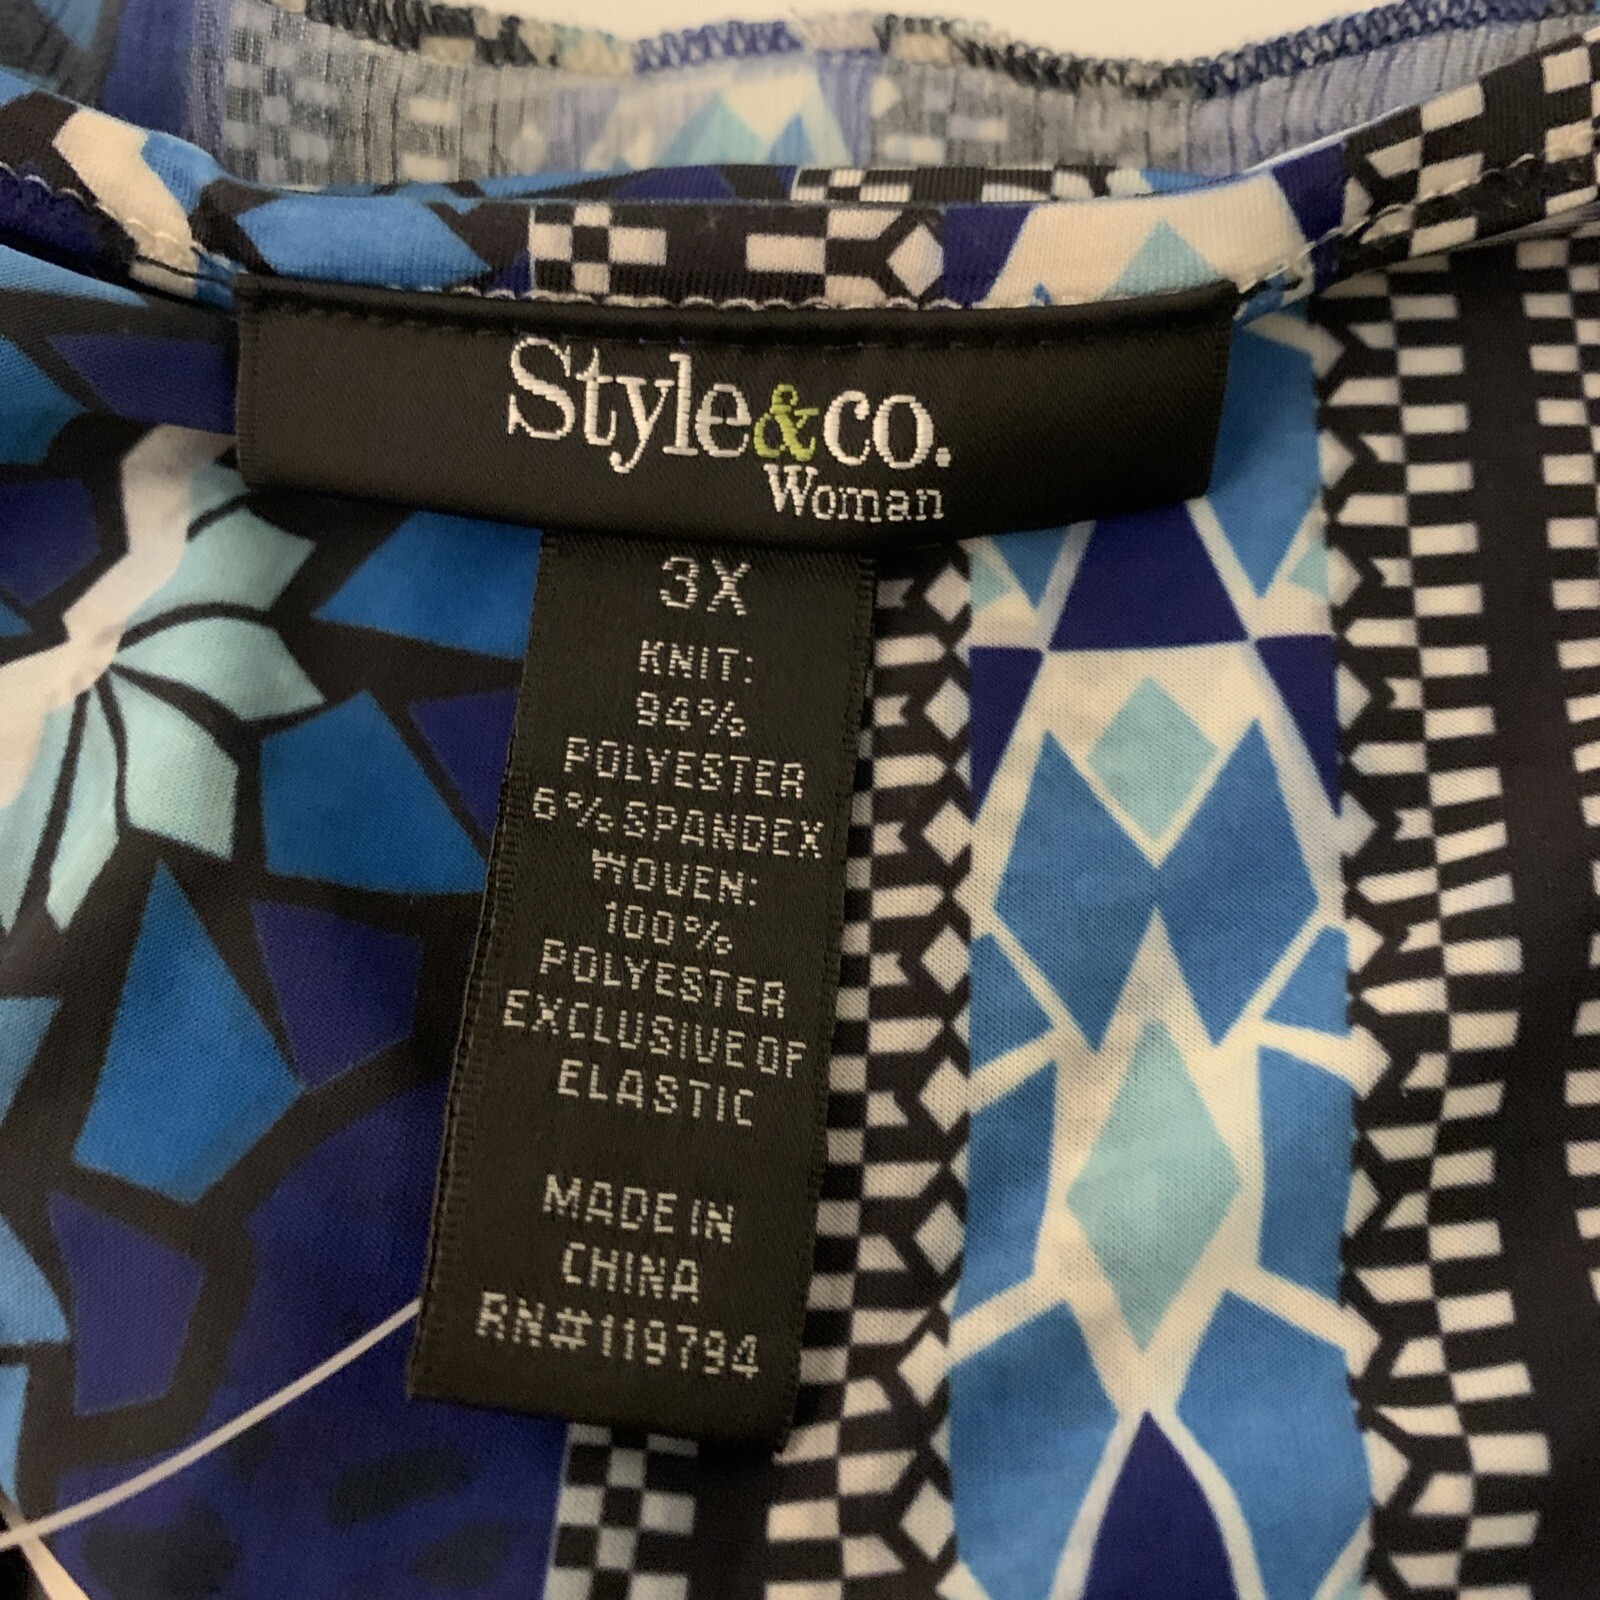 Style&co.
Woman
3X
KNIT:
94%
POLYESTER
6% SPANDEX
WOVEN:
100%
POLYESTER
EXCLUSIVE OF
ELASTIC
MADE IN
CHINA
RN#119794